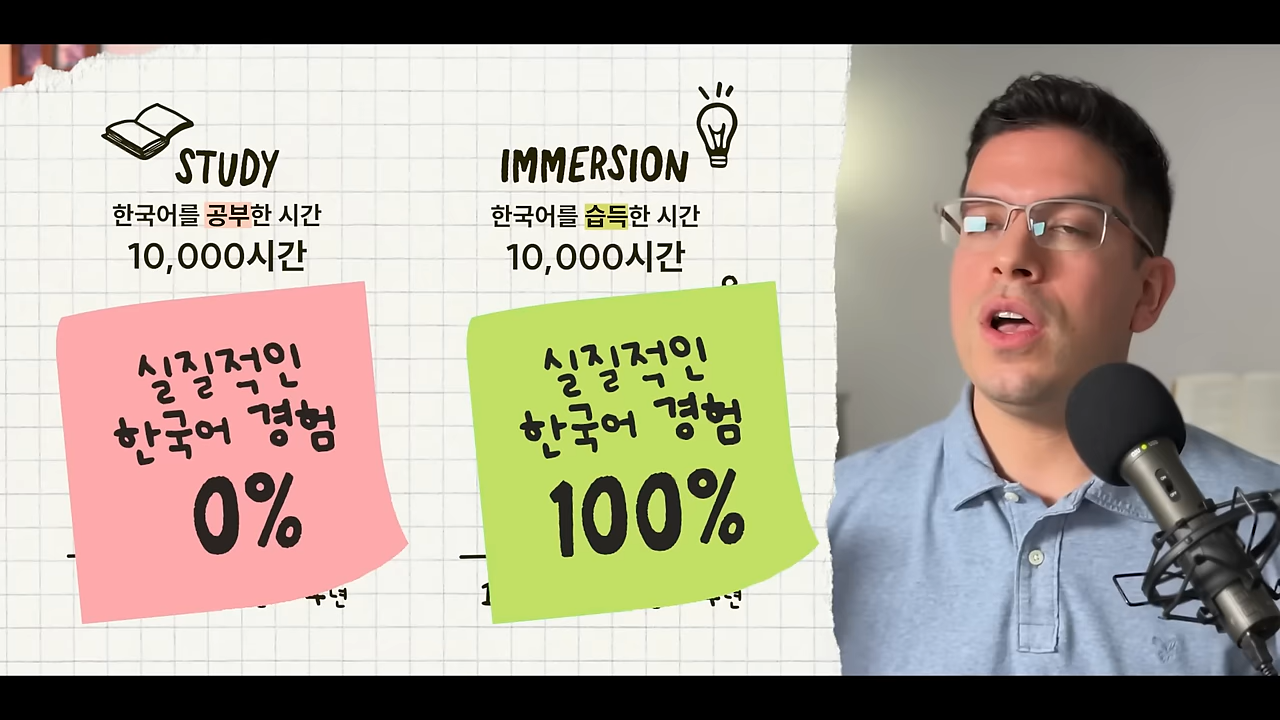 STUDY
한국어를 공부한 시간
10,000시간
실질적인
한국어 경험
0%
IMMERSION
한국어를 습득한 시간
10,000시간
실질적인
한국어 경험
100%